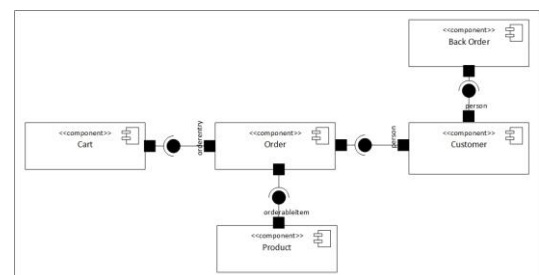 <<component>>
Back Order
person
<<component>>
Cart
orderentry
<<component>>
Order
person
<<component>>
Customer
orderableItem
<<component>>
Product